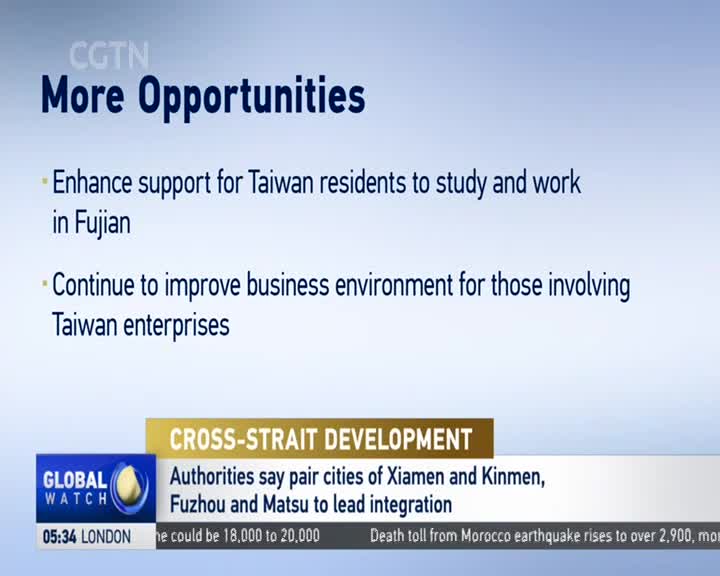 CGTN
More Opportunities
Enhance support for Taiwan residents to study and work
in Fujian
Continue to improve business environment for those involving
Taiwan enterprises
CROSS-STRAIT DEVELOPMENT
GLOBAL
WATCH
Authorities say pair cities of Xiamen and Kinmen,
Fuzhou and Matsu to lead integration
05:34 LONDON
he could be 18,000 to 20,000 Death toll from Morocco earthquake rises to over 2,900,